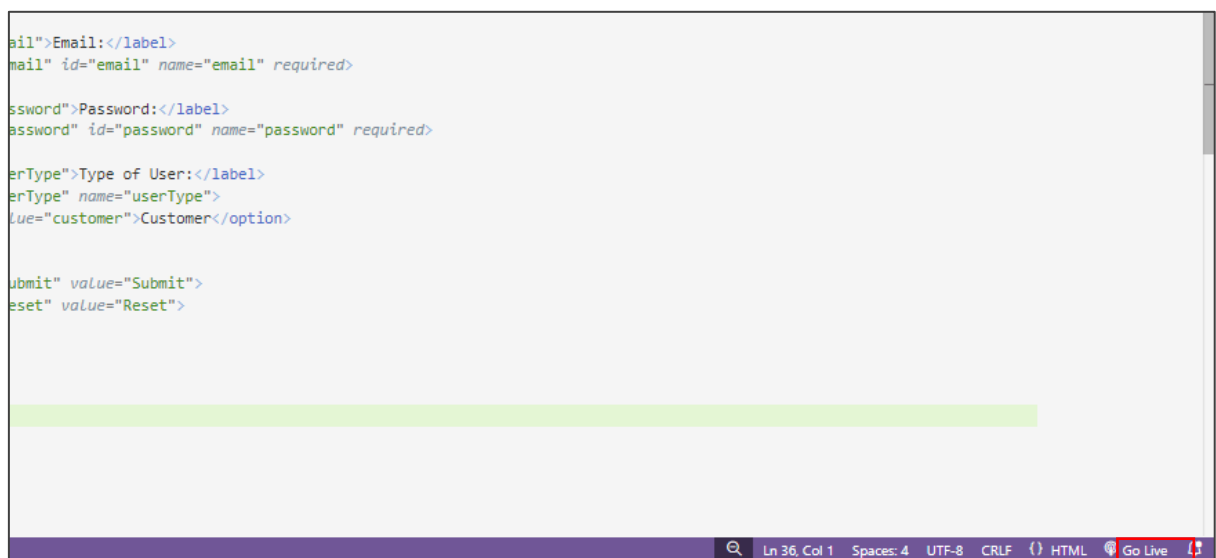 ail">Email:</label>
mail" id="email" name="email" required>
ssword">Password:</label>
assword" id="password" name="password" required>
erType">Type of User:</label>
erType" name="userType">
lue="customer">Customer</option>
ubmit" value="Submit">
eset" value="Reset">
Ln 36, Col 1 Spaces: 4 UTF-8 CRLF {} HTML Go Live